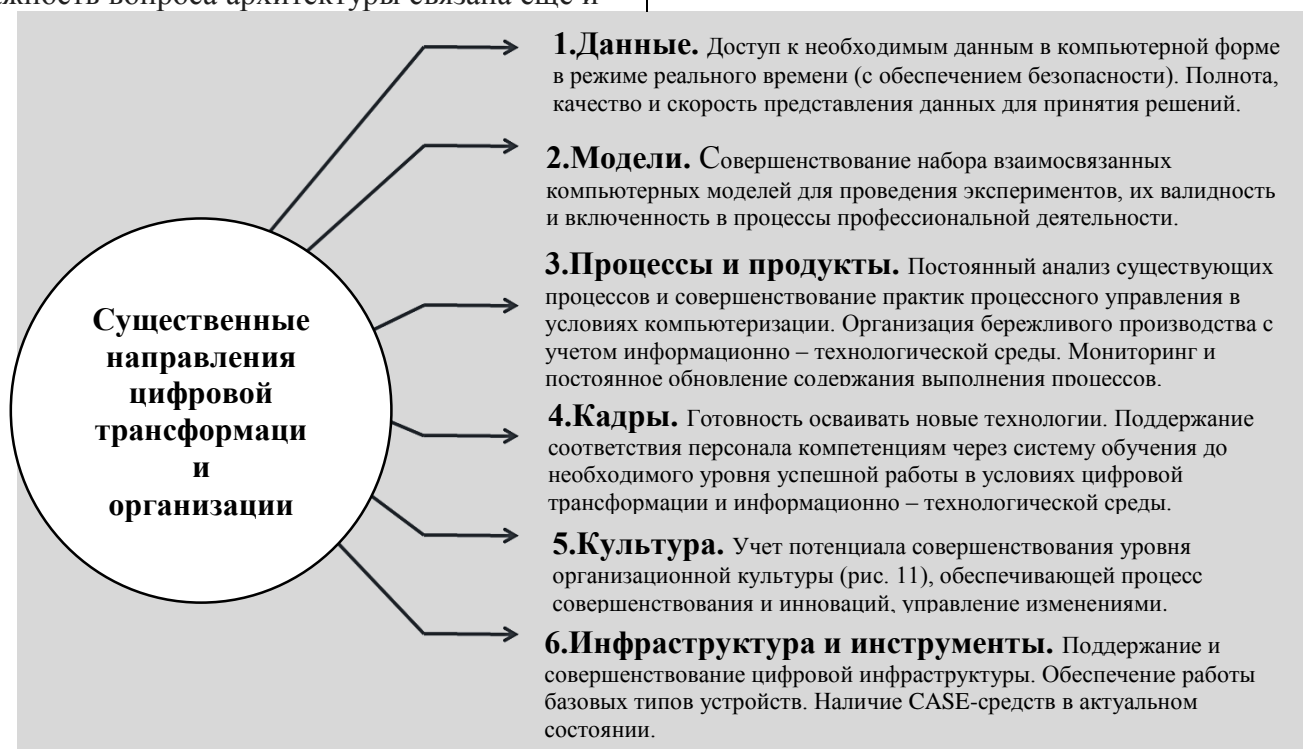 жность вопроса архитектуры связана еще и
1.Данные. Доступ к необходимым данным в компьютерной форме
в режиме реального времени (с обеспечением безопасности). Полнота,
качество и скорость представления данных для принятия решений.
2.Модели. Совершенствование набора взаимосвязанных
компьютерных моделей для проведения экспериментов, их валидность
и включенность в процессы профессиональной деятельности.
3.Процессы и продукты. Постоянный анализ существующих
процессов и совершенствование практик процессного управления в
условиях компьютеризации. Организация бережливого производства с
учетом информационно – технологической среды. Мониторинг и
постоянное обновление содержания выполнения процессов.
4.Кадры. Готовность осваивать новые технологии. Поддержание
соответствия персонала компетенциям через систему обучения до
необходимого уровня успешной работы в условиях цифровой
трансформации и информационно – технологической среды.
5.Культура. Учет потенциала совершенствования уровня
организационной культуры (рис. 11), обеспечивающей процесс
совершенствования и инноваций, управление изменениями.
6.Инфраструктура и инструменты. Поддержание и
совершенствование цифровой инфраструктуры. Обеспечение работы
базовых типов устройств. Наличие CASE-средств в актуальном
состоянии.
Существенные
направления
цифровой
трансформаци
и
организации